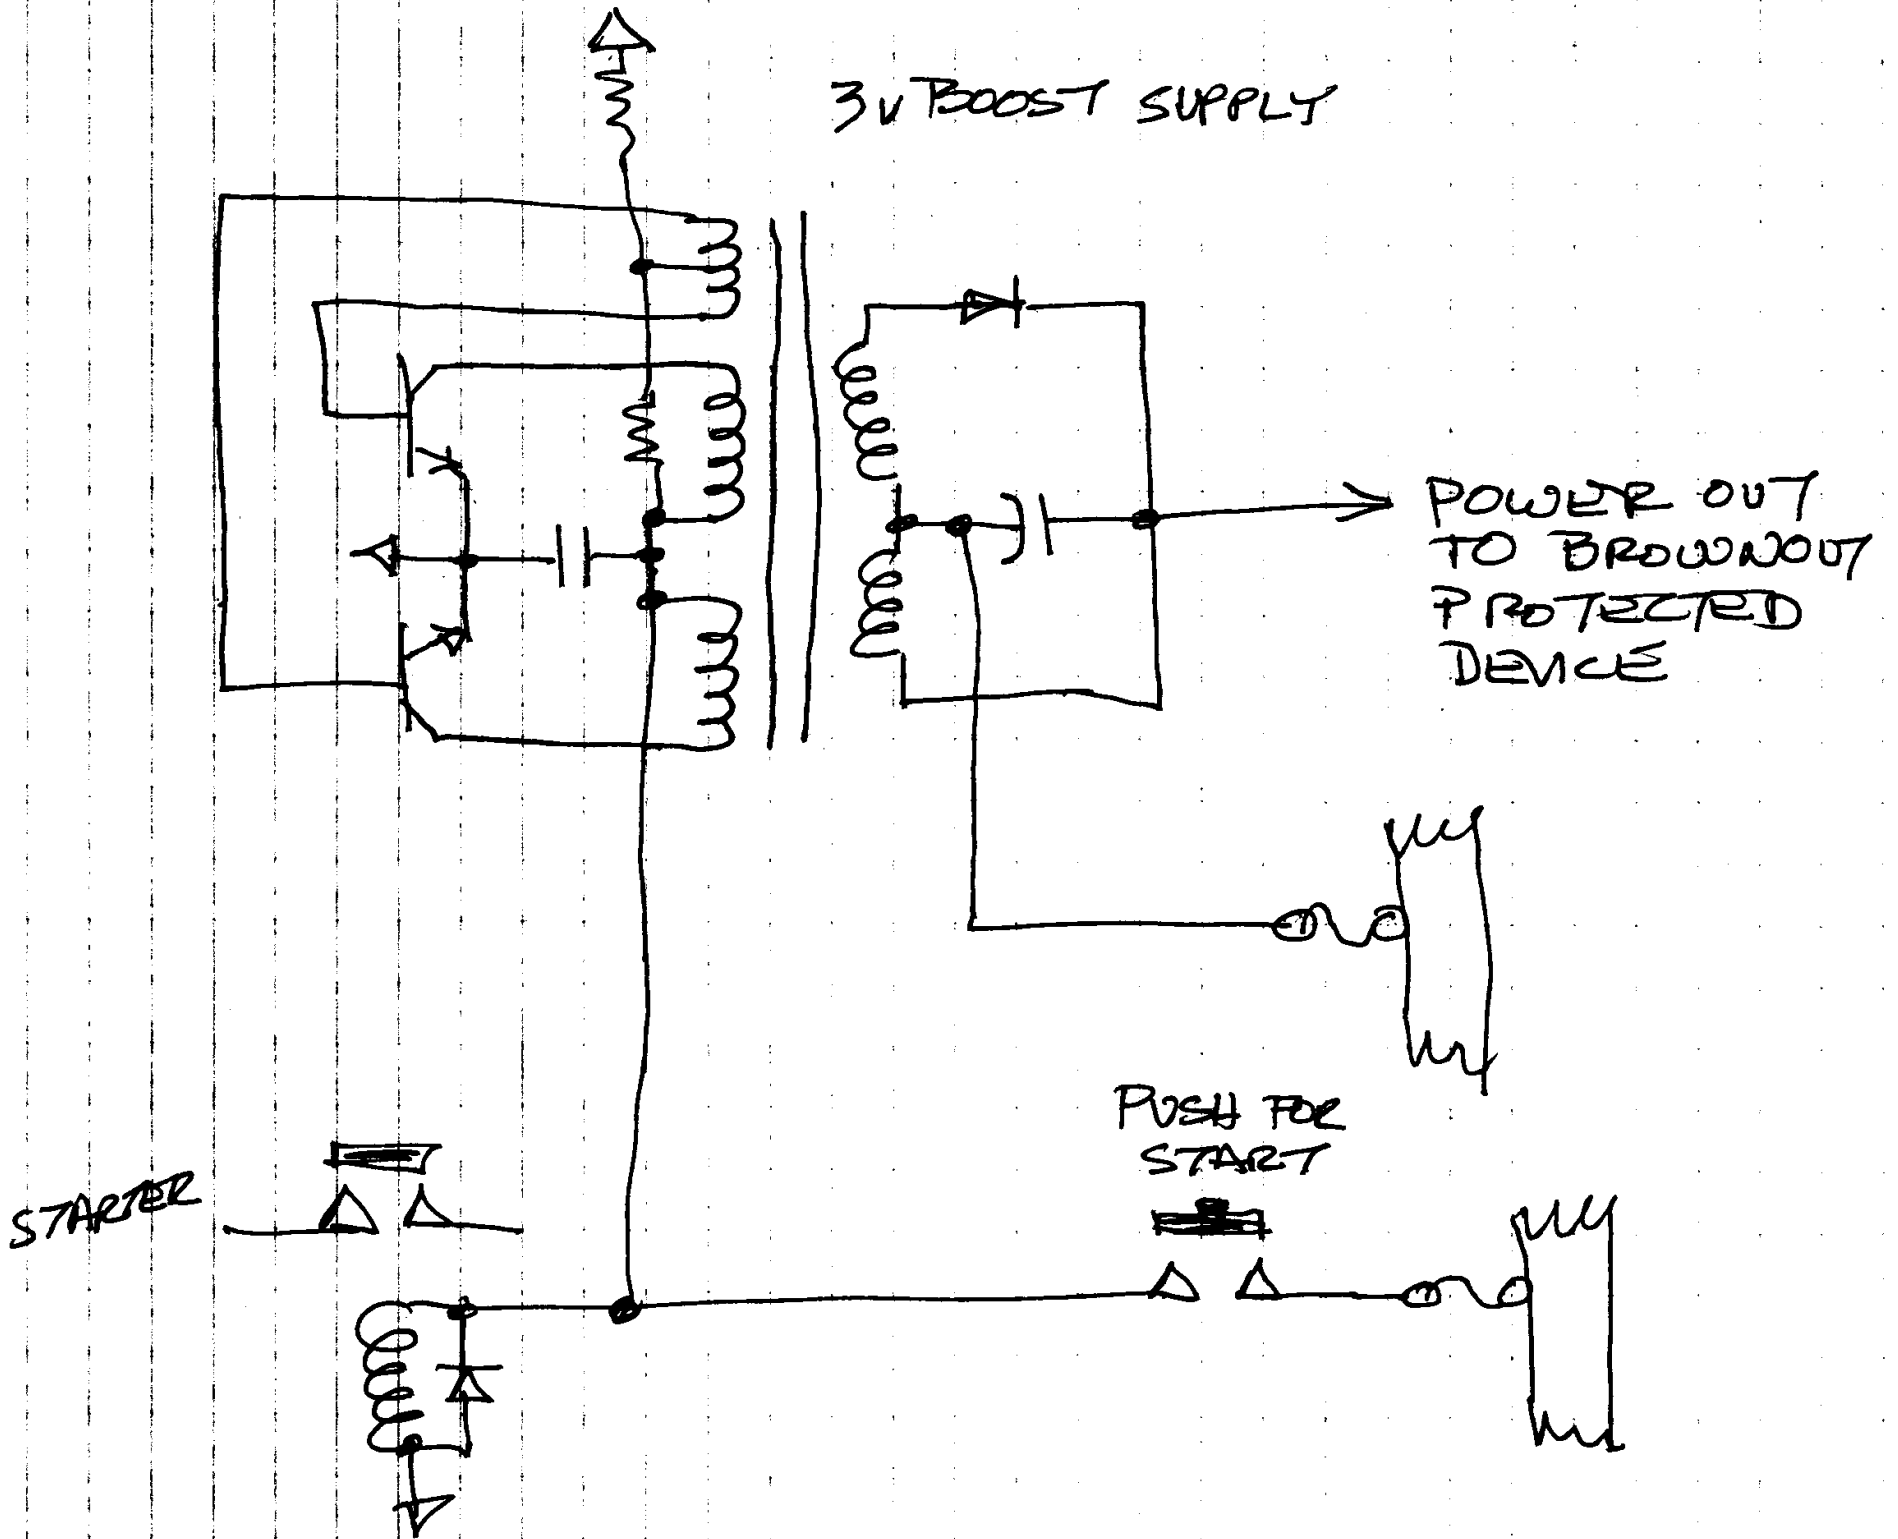 3V BOOST SUPPLY
POWER OUT
TO BROWNOUT
PROTECTED
DEVICE
PUSH FOR
START
STARTER